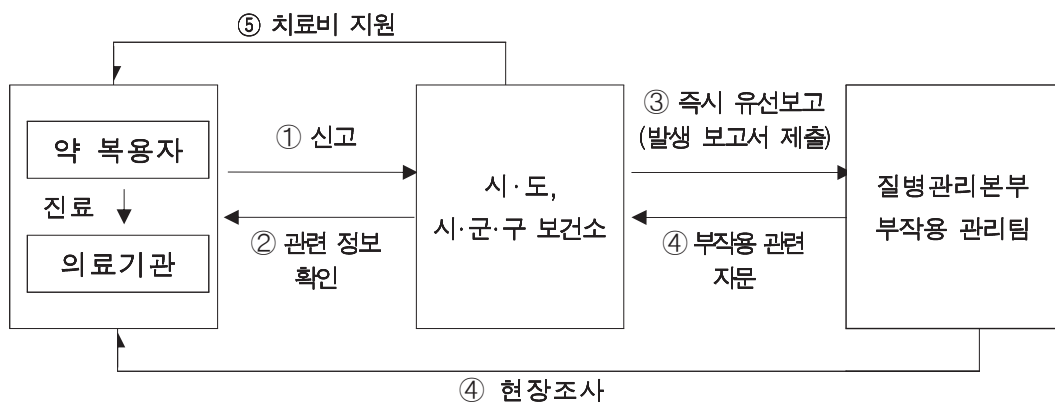 ⑤ 치료비 지원
약 복용자
진료
의료기관
① 신고
② 관련 정보
확인
시·도,
시·군·구 보건소
③ 즉시 유선보고
(발생 보고서 제출)
④ 부작용 관련
자문
질병관리본부
부작용 관리팀
④ 현장조사